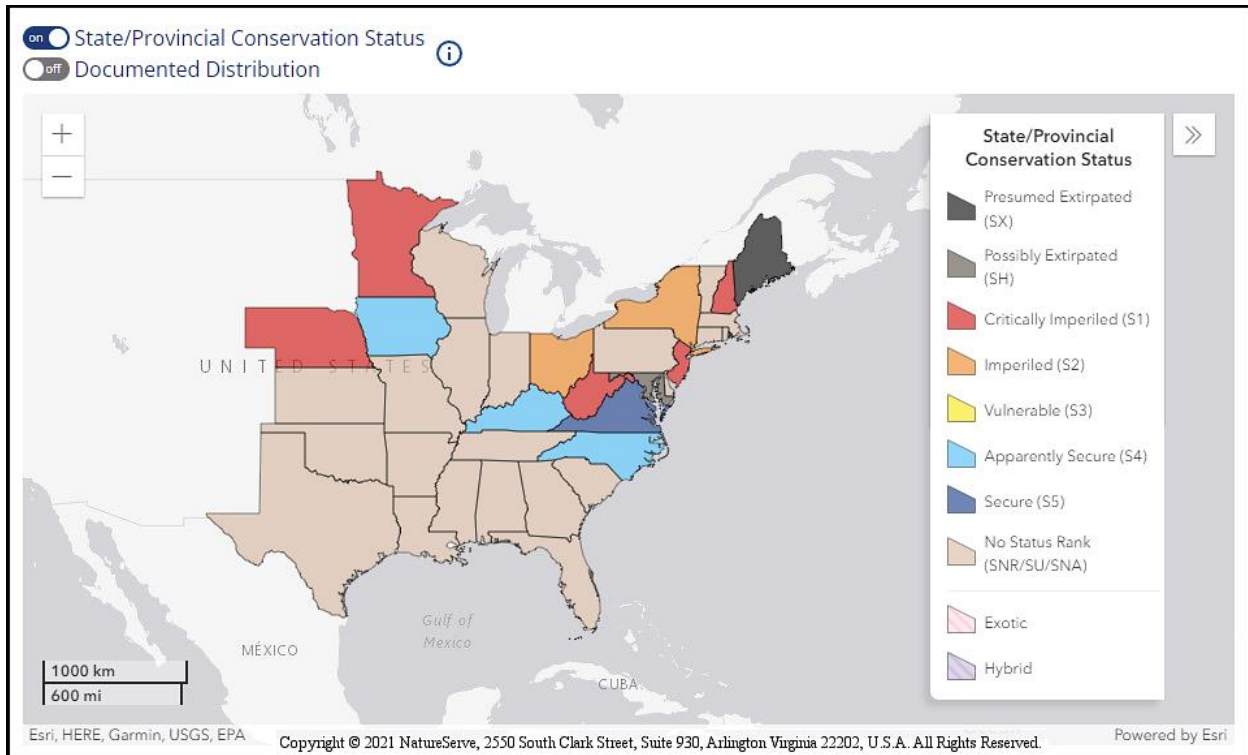 on State/Provincial Conservation Status
off Documented Distribution
State/Provincial
Conservation Status
Presumed Extirpated
(SX)
Possibly Extirpated
(SH)
Critically Imperiled (S1)
Imperiled (S2)
Vulnerable (S3)
Apparently Secure (S4)
Secure (S5)
No Status Rank
(SNR/SU/SNA)
Exotic
Hybrid
UNITED STATES
Gulf of
Mexico
MÉXICO
CUBA
1000 km
600 mi
Esri, HERE, Garmin, USGS, EPA
Copyright © 2021 NatureServe, 2550 South Clark Street, Suite 930, Arlington Virginia 22202, U.S.A. All Rights Reserved.
Powered by Esri